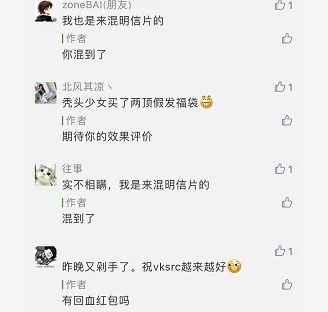 zoneBAI(朋友)
1
我也是来混明信片的
作者
你混到了
北风其凉丶
1
秃头少女买了两顶假发福袋
作者
期待你的效果评价
往事
1
实不相瞒，我是来混明信片的
作者
混到了
1
昨晚又剁手了。祝vksrc越来越好
作者
有回血红包吗